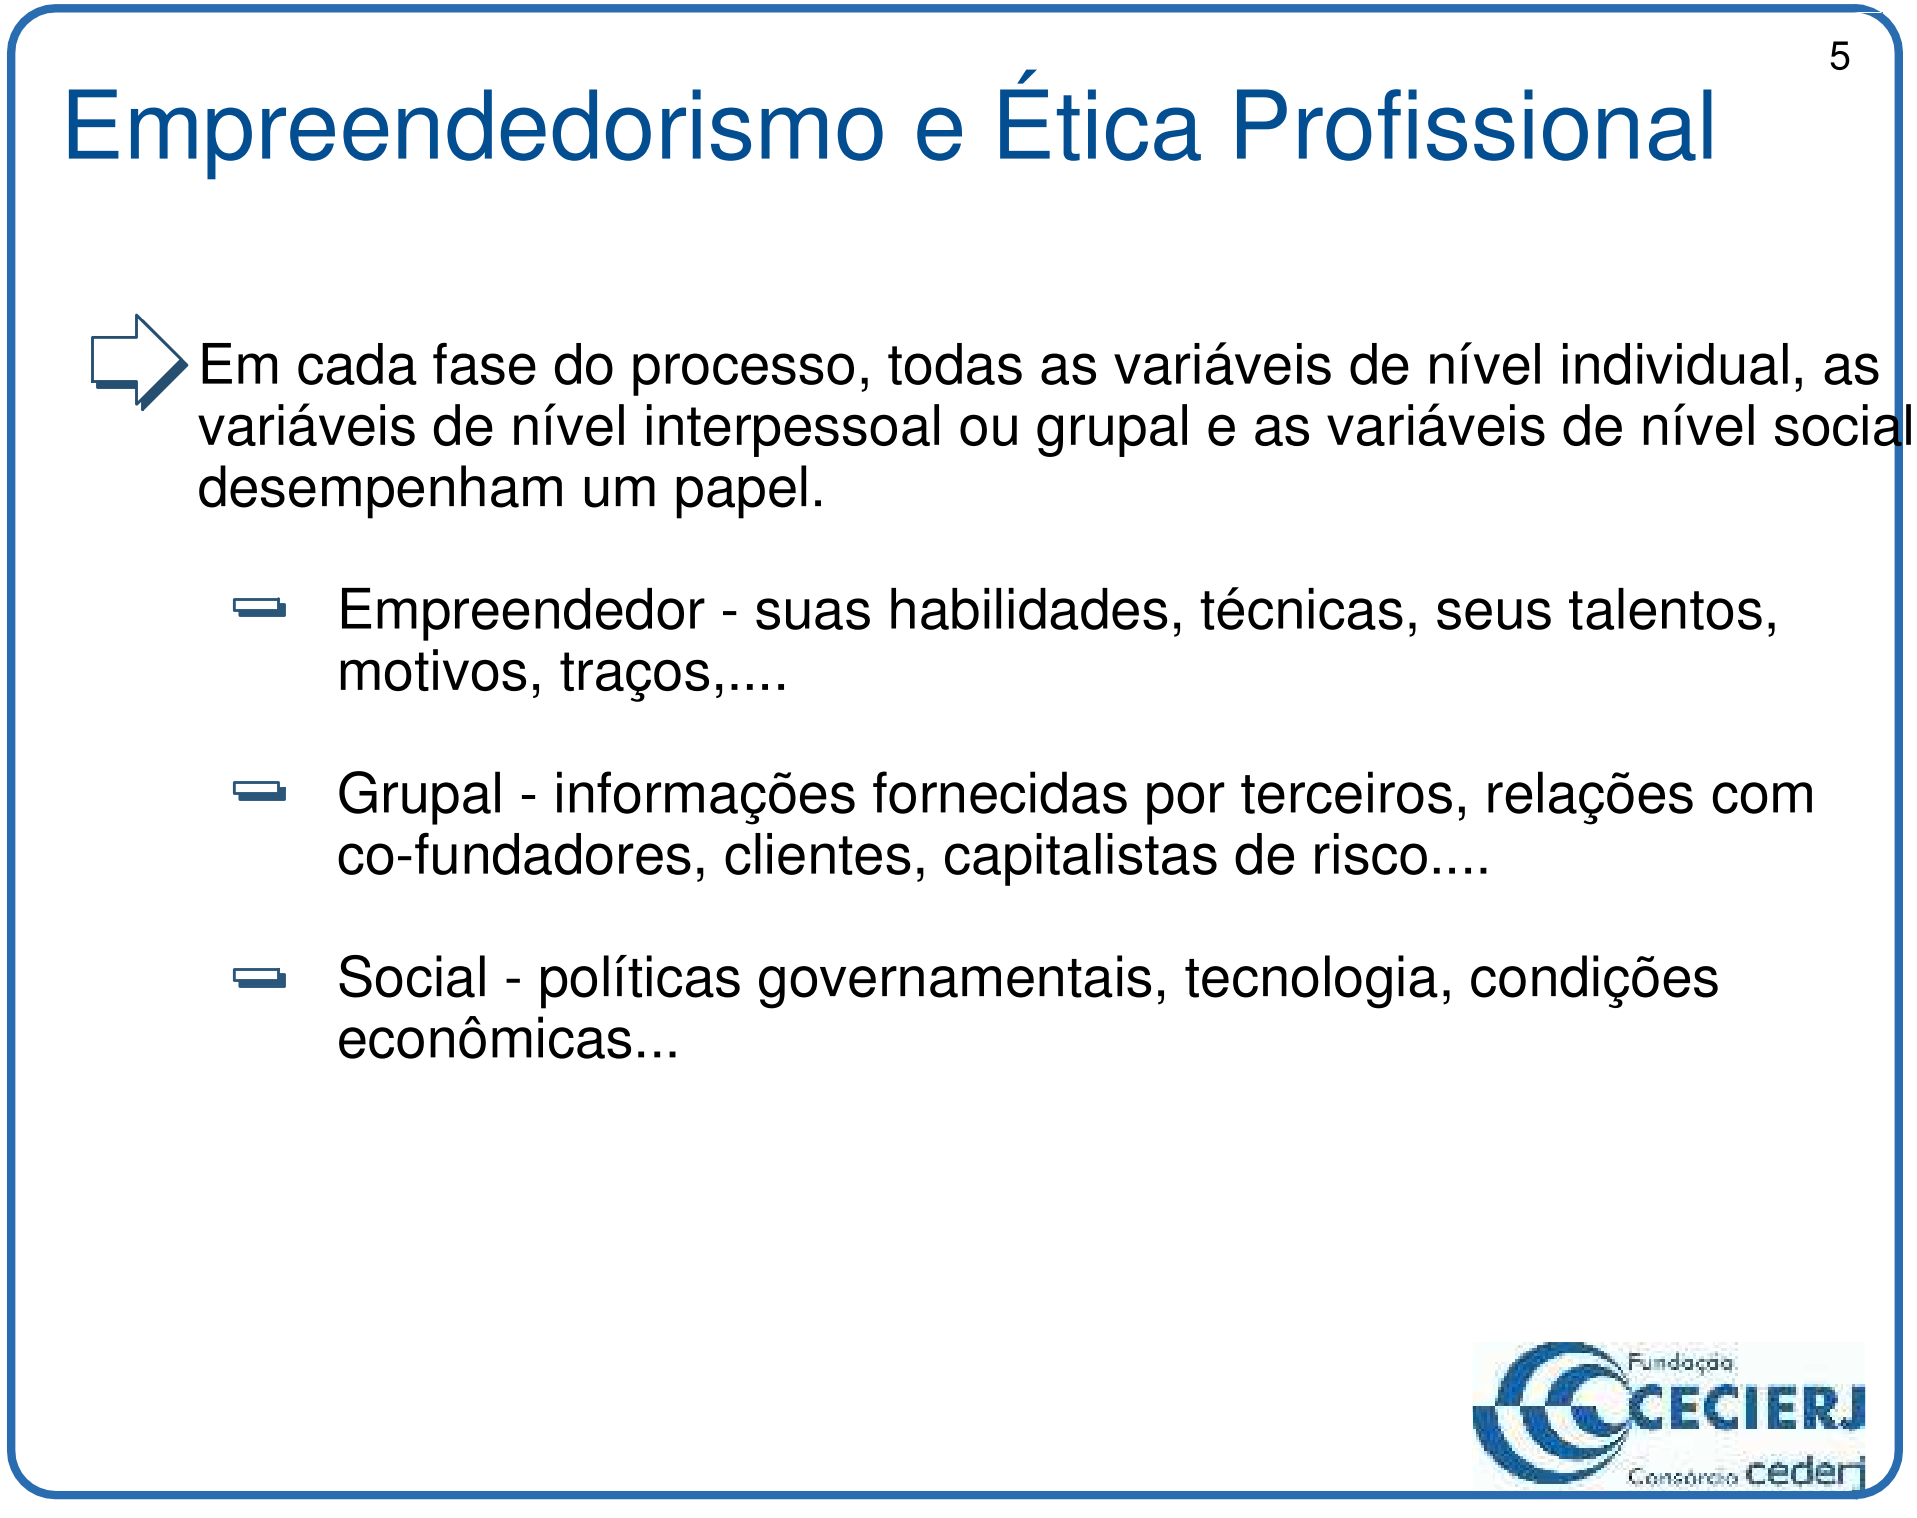 5
Empreendedorismo e Ética Profissional
Em cada fase do processo, todas as variáveis de nível individual, as
variáveis de nível interpessoal ou grupal e as variáveis de nível social
desempenham um papel.
Empreendedor - suas habilidades, técnicas, seus talentos,
motivos, traços,....
Grupal - informações fornecidas por terceiros, relações com
co-fundadores, clientes, capitalistas de risco....
Social - políticas governamentais, tecnologia, condições
econômicas...
Fundação
CECIERJ
Consórcio cederj